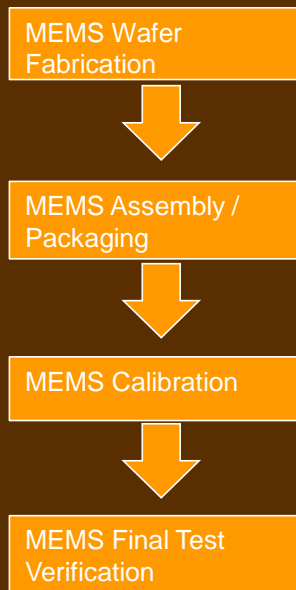 MEMS Wafer
Fabrication
MEMS Assembly /
Packaging
MEMS Calibration
MEMS Final Test
Verification